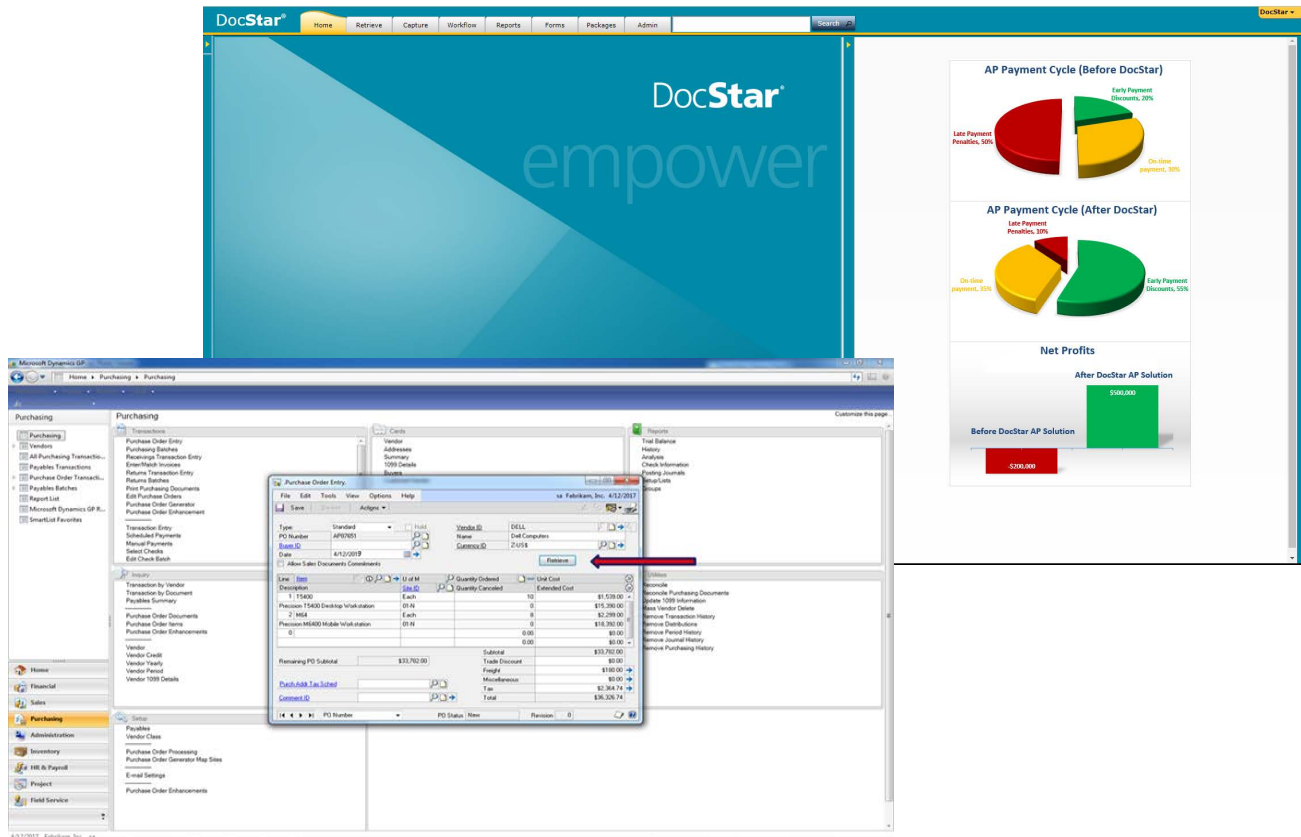 DocStar®
Home
Retrieve
Capture
Workflow
Reports
Forms
Packages
Admin
Search
DocStar
DocStar®
empower
AP Payment Cycle (Before DocStar)
Early Payment
Discounts, 20%
Late Payment
Penalties, 50%
On-time
payment, 30%
AP Payment Cycle (After DocStar)
Late Payment
Penalties, 10%
On-time
payment, 35%
Early Payment
Discounts, 55%
Net Profits
After DocStar AP Solution
$500,000
Before DocStar AP Solution
-$200,000
Microsoft Dynamics GP
Home Purchasing Purchasing
Purchasing
Purchasing
Vendors
All Purchasing Transactio...
Payables Transactions
Purchase Order Transacti...
Payables Batches
Report List
Microsoft Dynamics GP R...
SmartList Favorites
Home
Financial
Sales
Purchasing
Administration
Inventory
HR & Payroll
Project
Field Service
Purchasing
Customize this page...
Transactions
Purchase Order Entry
Purchasing Batches
Receivings Transaction Entry
Enter/Match Invoices
Returns Transaction Entry
Returns Batches
Print Purchasing Documents
Edit Purchase Orders
Purchase Order Generator
Purchase Order Enhancement
Transaction Entry
Scheduled Payments
Manual Payments
Select Checks
Edit Check Batch
Cards
Vendor
Addresses
Summary
1099 Details
Buyers
Reports
Trial Balance
History
Analysis
Check Information
Posting Journals
Setup/Lists
Groups
Inquiry
Transaction by Vendor
Transaction by Document
Payables Summary
Purchase Order Documents
Purchase Order Items
Purchase Order Enhancements
Vendor
Vendor Credit
Vendor Yearly
Vendor Period
Vendor 1099 Details
Reconcile
Reconcile Purchasing Documents
Update 1099 Information
Mass Vendor Delete
Remove Transaction History
Remove Distributions
Remove Period History
Remove Journal History
Remove Purchasing History
Setup
Payables
Vendor Class
Purchase Order Processing
Purchase Order Generator Map Sites
E-mail Settings
Purchase Order Enhancements
Purchase Order Entry
File Edit Tools View Options Help
sa Fabrikam, Inc. 4/12/2017
Save Actions
Type Standard Hold Vendor ID DELL
PO Number AP07651 Name Dell Computers
Buyer ID Currency ID Z-US$
Date 4/12/2019
Allow Sales Documents Commitments
Retrieve
Line Item U of M Quantity Ordered Unit Cost
Description Site ID Quantity Canceled Extended Cost
1 T5400 Each 10 $1,539.00
Precision T5400 Desktop Workstation 01-N 0 $15,390.00
2 M64 Each 8 $2,299.00
Precision M6400 Mobile Workstation 01-N 0 $18,392.00
0 0.00 $0.00
0.00 $0.00
Subtotal $33,782.00
Remaining PO Subtotal $33,782.00 Trade Discount $0.00
Freight $180.00
Miscellaneous $0.00
Purch Addt Tax Sched Tax $2,364.74
Comment ID Total $36,326.74
PO Number PO Status New Revision 0
4/12/2017 Fabrikam, Inc. sa